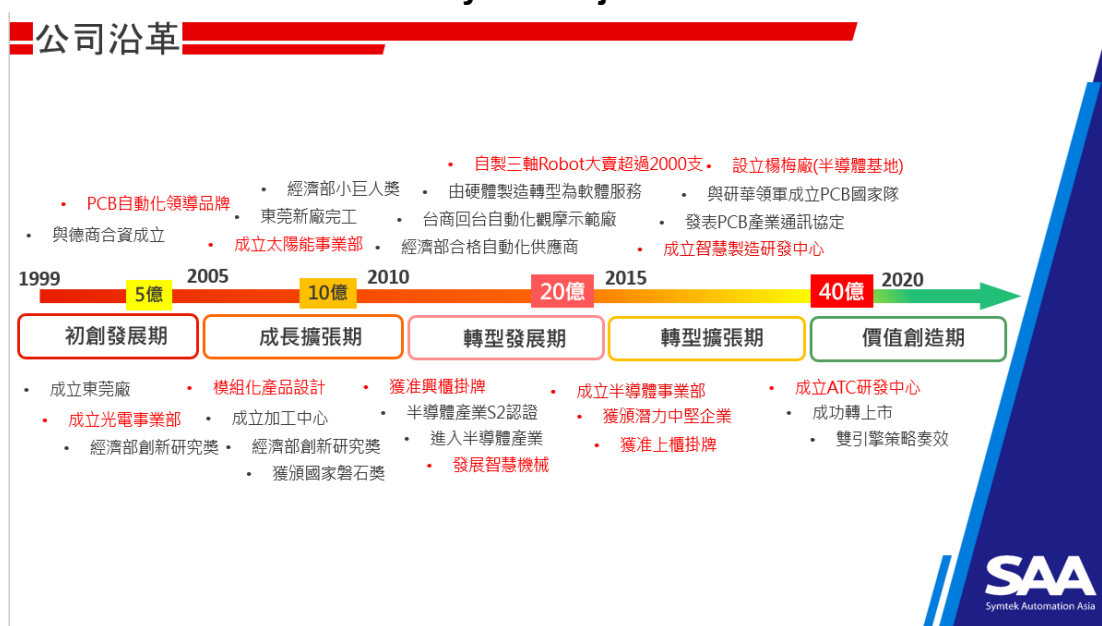 公司沿革
• 自製三軸Robot大賣超過2000支
• 設立楊梅廠(半導體基地)
• 經濟部小巨人獎
• 由硬體製造轉型為軟體服務
• 與研華領軍成立PCB國家隊
• PCB自動化領導品牌
• 東莞新廠完工
• 台商回台自動化觀摩示範廠
• 發表PCB產業通訊協定
• 與德商合資成立
• 成立太陽能事業部
• 經濟部合格自動化供應商
• 成立智慧製造研發中心
1999 2005 2010 2015 2020
5億 10億 20億 40億
初創發展期 成長擴張期 轉型發展期 轉型擴張期 價值創造期
• 成立東莞廠
• 成立光電事業部
• 經濟部創新研究獎
• 模組化產品設計
• 成立加工中心
• 經濟部創新研究獎
• 獲頒國家磐石獎
• 獲准興櫃掛牌
• 半導體產業S2認證
• 進入半導體產業
• 發展智慧機械
• 成立半導體事業部
• 獲頒潛力中堅企業
• 獲准上櫃掛牌
• 成立ATC研發中心
• 成功轉上市
• 雙引擎策略奏效
SAA
Symtek Automation Asia